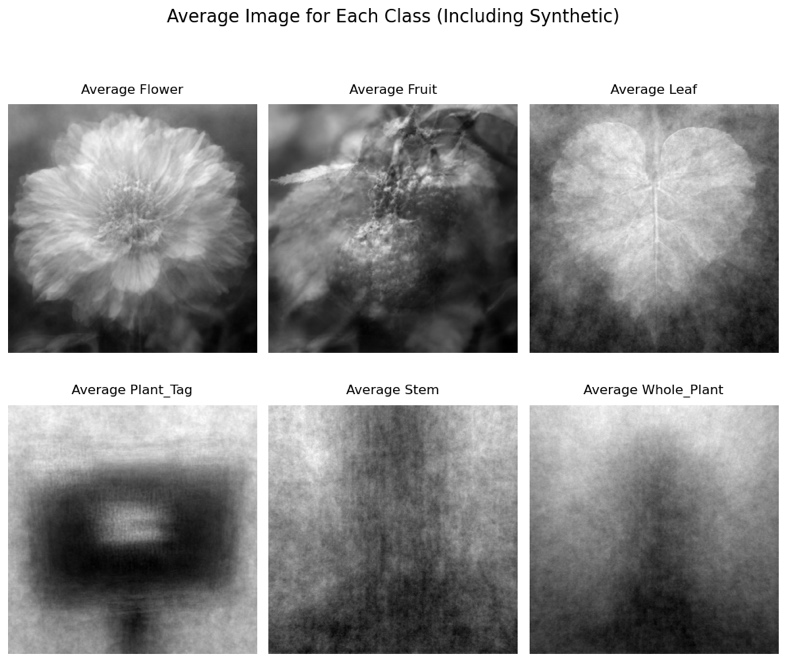 Average Image for Each Class (Including Synthetic)
Average Flower
Average Fruit
Average Leaf
Average Plant_Tag
Average Stem
Average Whole_Plant